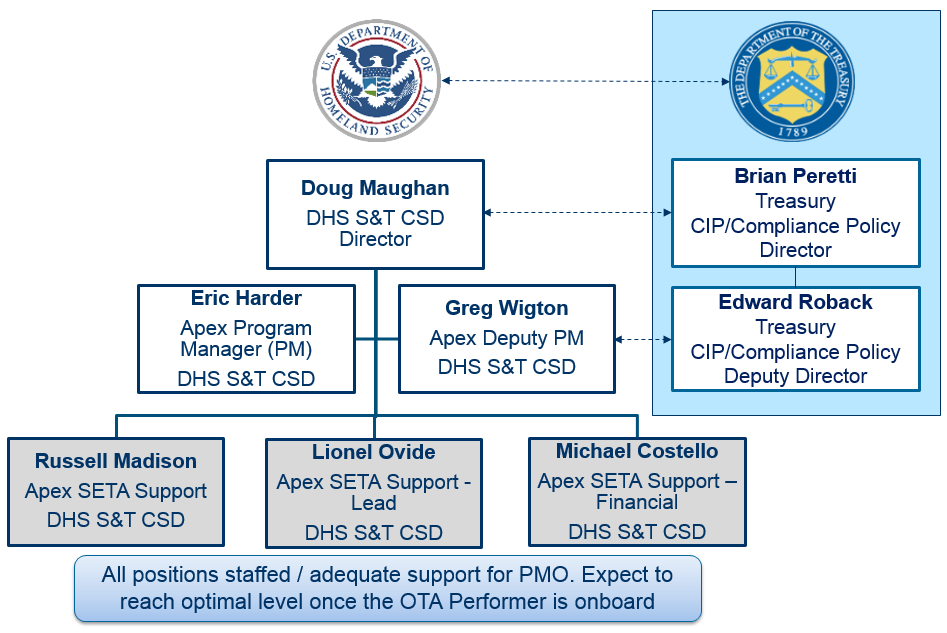 U.S. DEPARTMENT OF
HOMELAND SECURITY
THE DEPARTMENT OF THE TREASURY
1789
Doug Maughan
DHS S&T CSD
Director
Brian Peretti
Treasury
CIP/Compliance Policy
Director
Eric Harder
Apex Program
Manager (PM)
DHS S&T CSD
Greg Wigton
Apex Deputy PM
DHS S&T CSD
Edward Roback
Treasury
CIP/Compliance Policy
Deputy Director
Russell Madison
Apex SETA Support
DHS S&T CSD
Lionel Ovide
Apex SETA Support -
Lead
DHS S&T CSD
Michael Costello
Apex SETA Support –
Financial
DHS S&T CSD
All positions staffed / adequate support for PMO. Expect to
reach optimal level once the OTA Performer is onboard